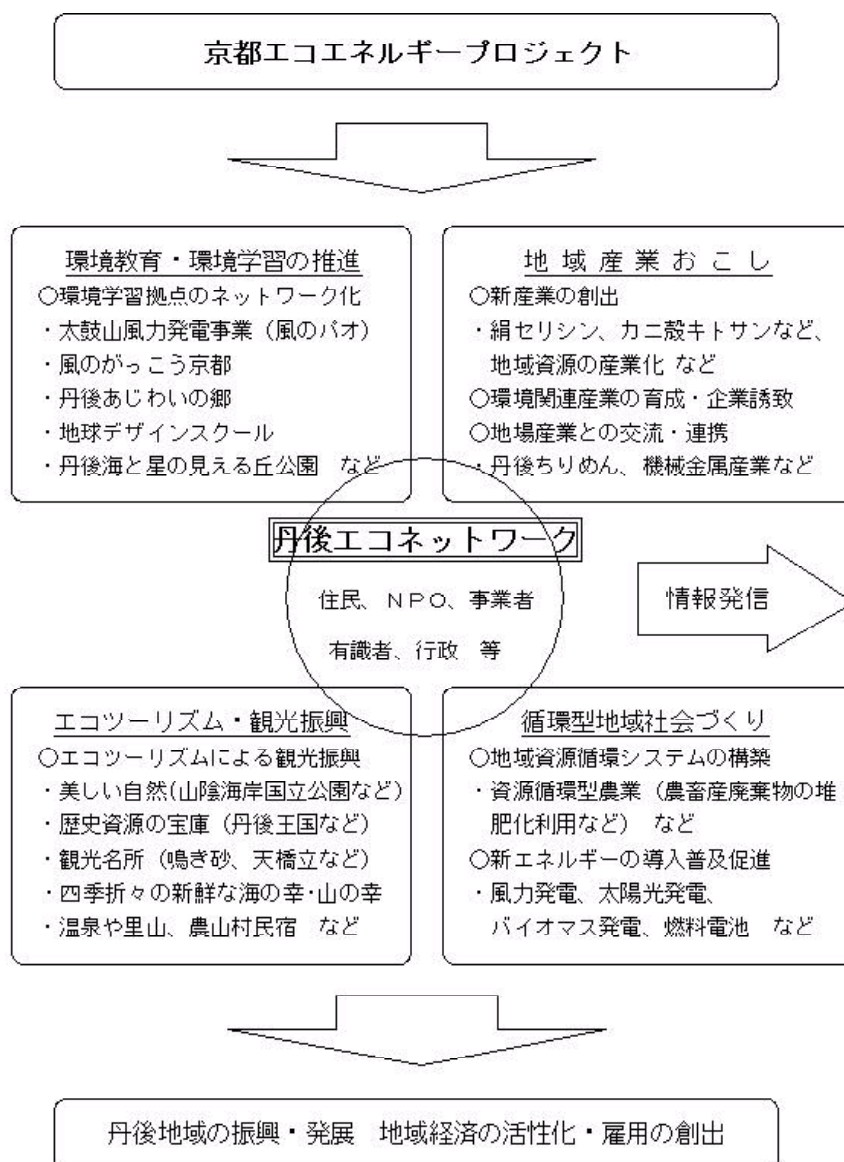 京都エコエネルギープロジェクト
環境教育・環境学習の推進
○環境学習拠点のネットワーク化
・太鼓山風力発電事業（風のパオ）
・風のがっこう京都
・丹後あじわいの郷
・地球デザインスクール
・丹後海と星の見える丘公園　など
地 域 産 業 お こ し
○新産業の創出
・絹セリシン、カニ殻キトサンなど、
地域資源の産業化 など
○環境関連産業の育成・企業誘致
○地場産業との交流・連携
・丹後ちりめん、機械金属産業など
丹後エコネットワーク
住民、ＮＰＯ、事業者
有識者、行政　等
情報発信
エコツーリズム・観光振興
○エコツーリズムによる観光振興
・美しい自然(山陰海岸国立公園など)
・歴史資源の宝庫（丹後王国など）
・観光名所（鳴き砂、天橋立など）
・四季折々の新鮮な海の幸・山の幸
・温泉や里山、農山村民宿　など
循環型地域社会づくり
○地域資源循環システムの構築
・資源循環型農業（農畜産廃棄物の堆
肥化利用など）　など
○新エネルギーの導入普及促進
・風力発電、太陽光発電、
バイオマス発電、燃料電池　など
丹後地域の振興・発展　地域経済の活性化・雇用の創出